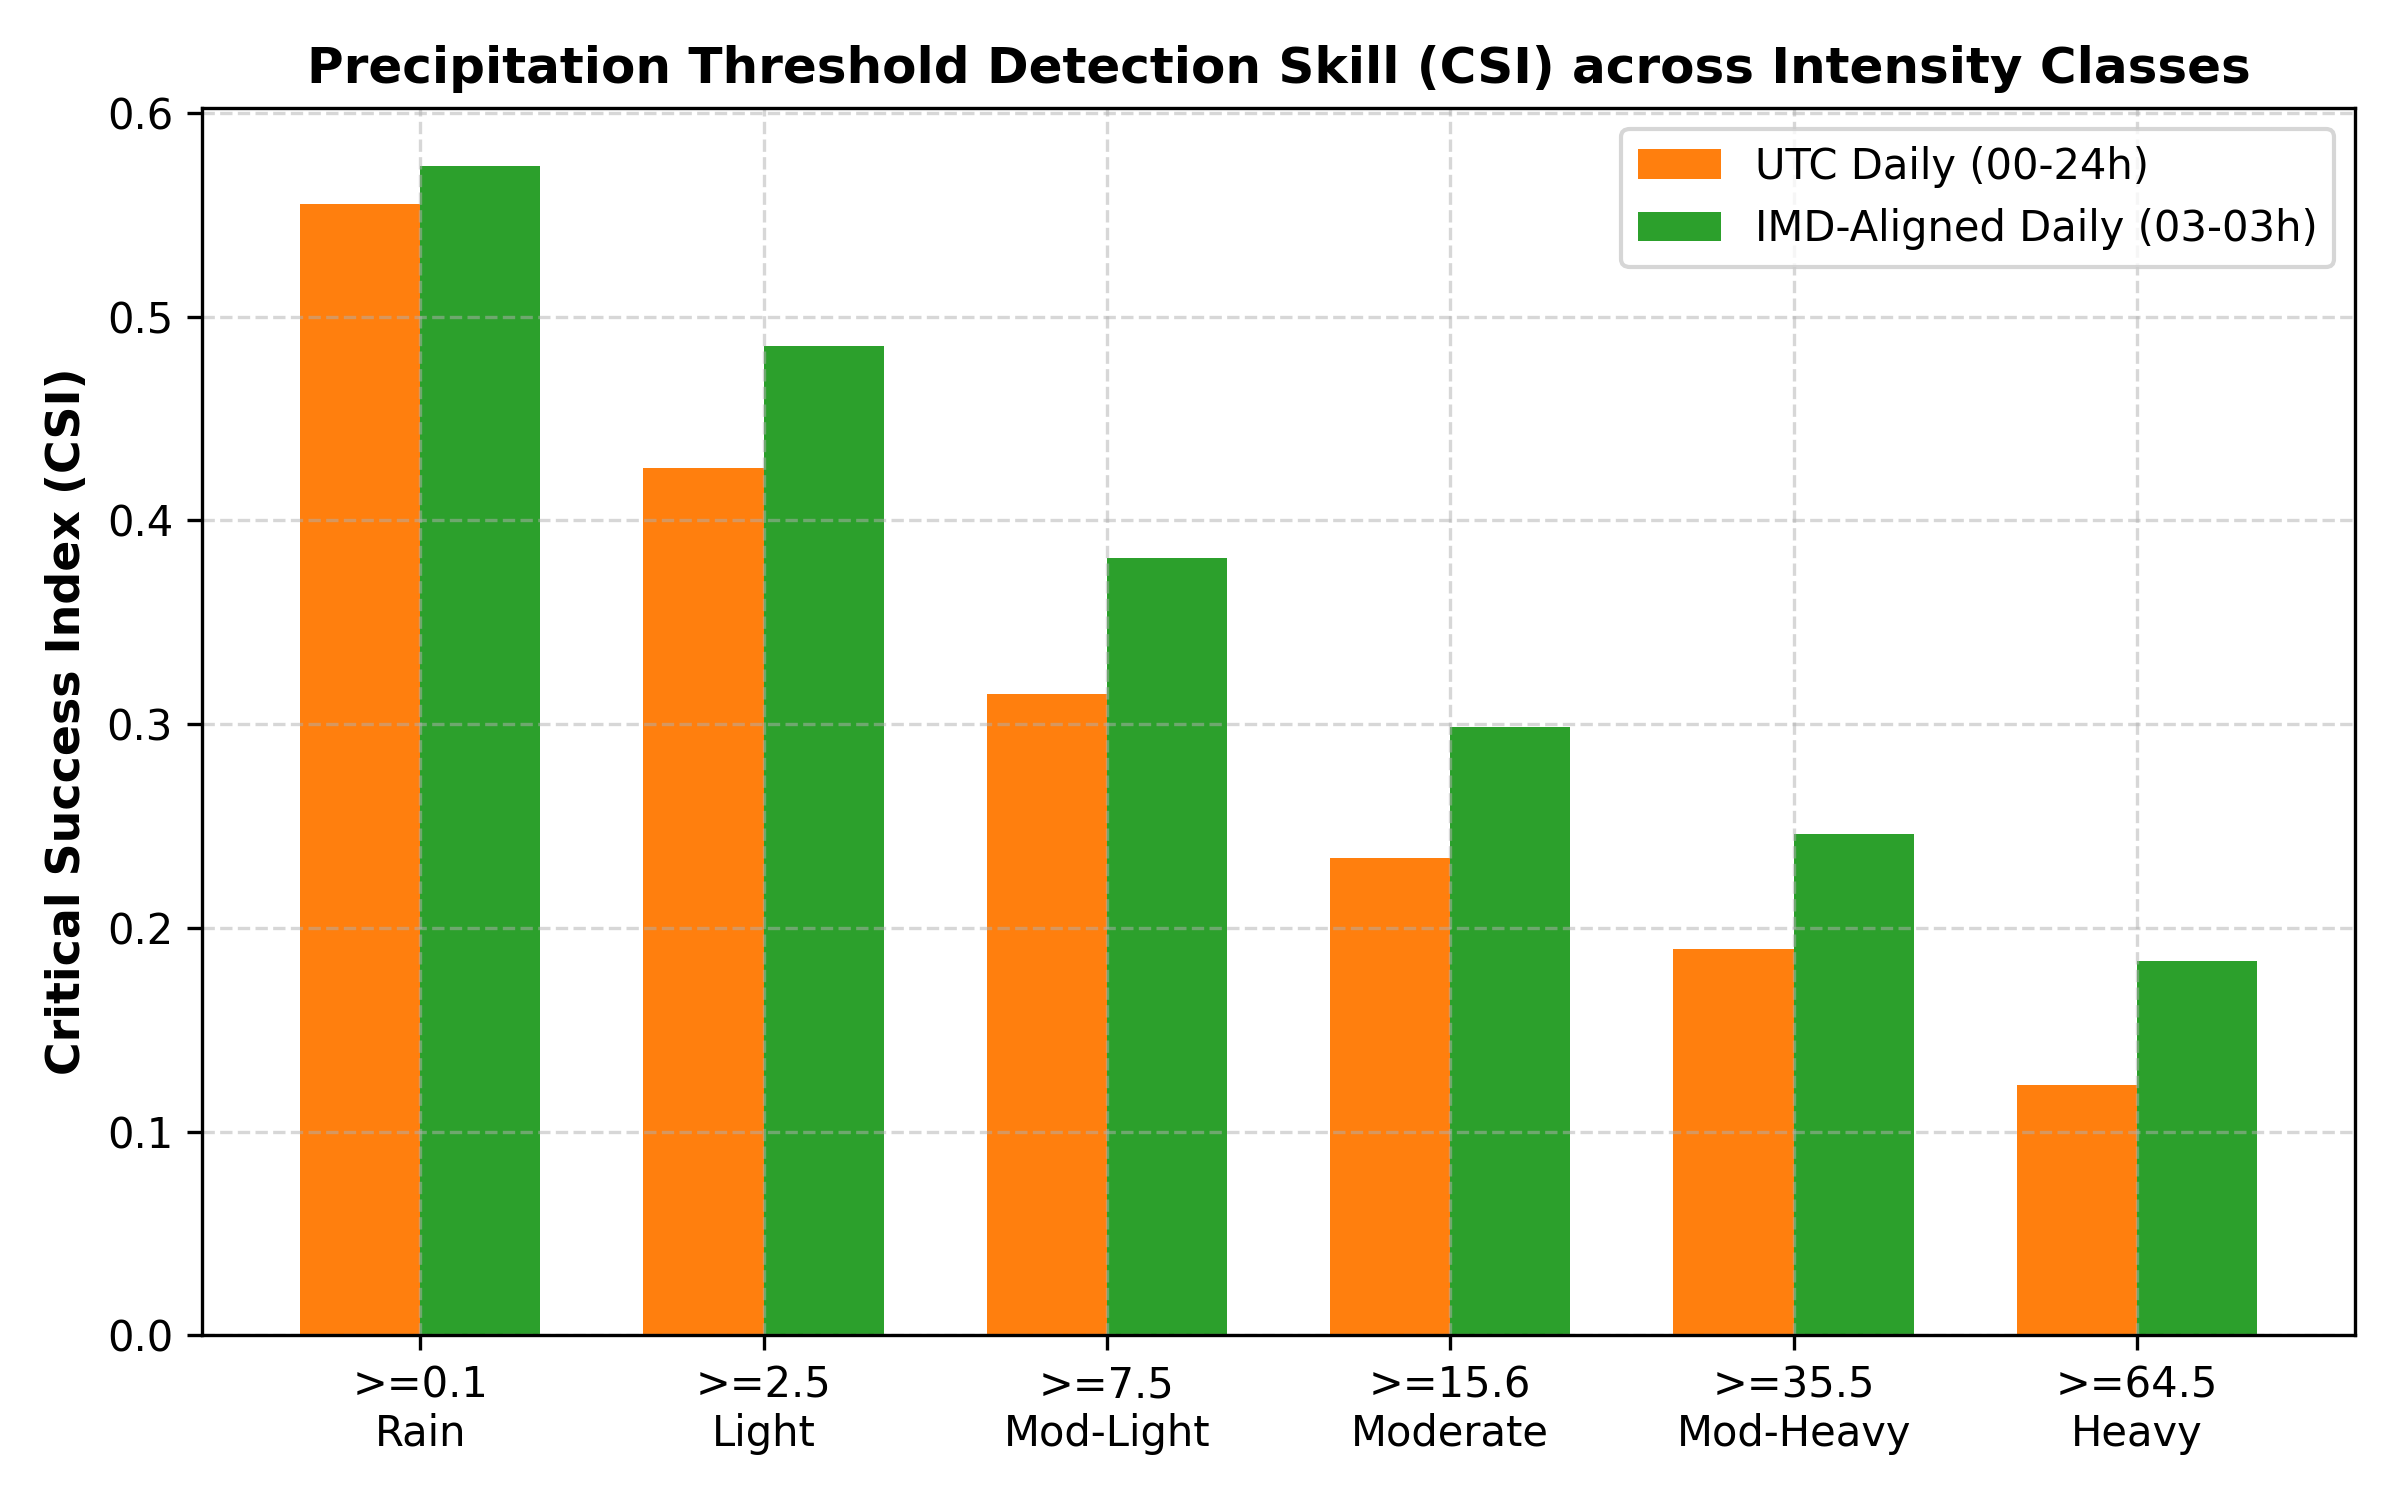 Precipitation Threshold Detection Skill (CSI) across Intensity Classes
UTC Daily (00-24h)
IMD-Aligned Daily (03-03h)
Critical Success Index (CSI)
0.6
0.5
0.4
0.3
0.2
0.1
0.0
>=0.1
Rain
>=2.5
Light
>=7.5
Mod-Light
>=15.6
Moderate
>=35.5
Mod-Heavy
>=64.5
Heavy